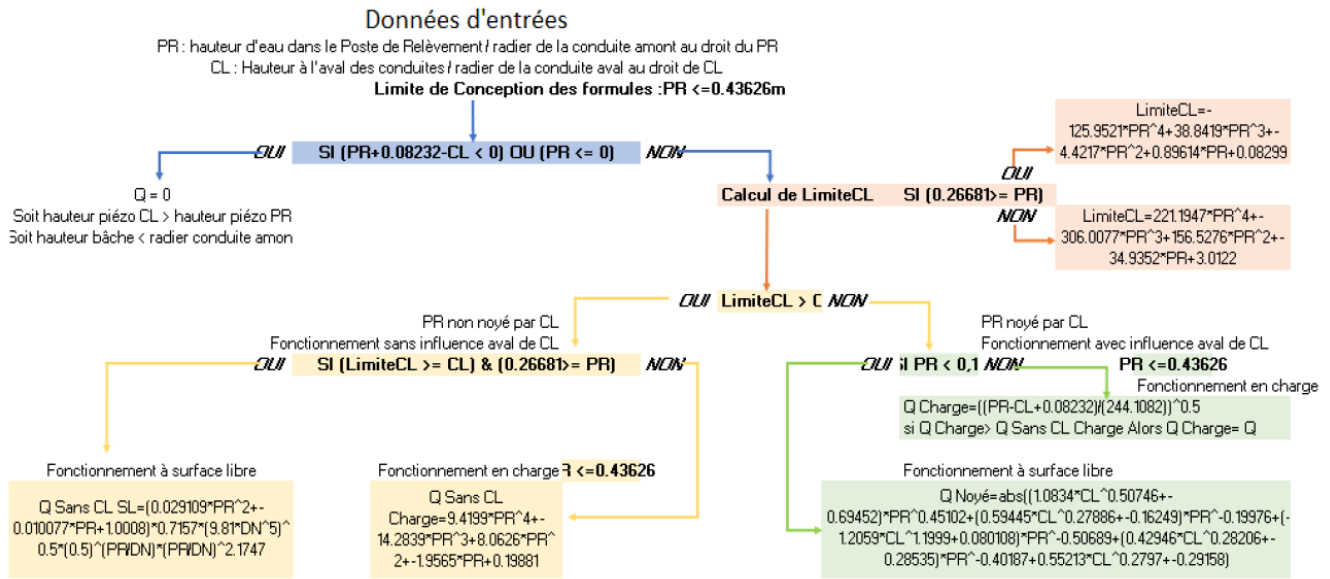 Données d'entrées
PR : hauteur d'eau dans le Poste de Relèvement / radier de la conduite amont au droit du PR
CL : Hauteur à l'aval des conduites / radier de la conduite aval au droit de CL
Limite de Conception des formules :PR <=0.43626m
OUI SI (PR+0.08232-CL < 0) OU (PR <= 0) NON
Q = 0
Soit hauteur piézo CL > hauteur piézo PR
Soit hauteur bâche < radier conduite amon
LimiteCL=-
125.9521*PR^4+38.8419*PR^3+-
4.4217*PR^2+0.89614*PR+0.08299
OUI
Calcul de LimiteCL SI (0.26681>= PR)
NON
LimiteCL=221.1947*PR^4+-
306.0077*PR^3+156.5276*PR^2+-
34.9352*PR+3.0122
OUI LimiteCL > C NON
PR non noyé par CL
Fonctionnement sans influence aval de CL
OUI SI (LimiteCL >= CL) & (0.26681>= PR) NON
PR noyé par CL
Fonctionnement avec influence aval de CL
OUI SI PR < 0,1 NON PR <=0.43626
Fonctionnement en charge
Q Charge=((PR-CL+0.08232)/(244.1082))^0.5
si Q Charge> Q Sans CL Charge Alors Q Charge= Q
Fonctionnement à surface libre
Q Sans CL SL=(0.029109*PR^2+-
0.010077*PR+1.0008)*0.7157*(9.81*DN^5)^
0.5*(0.5)^(PR/DN)*(PR/DN)^2.1747
Fonctionnement en charge R <=0.43626
Q Sans CL
Charge=9.4199*PR^4+-
14.2839*PR^3+8.0626*PR^
2+-1.9565*PR+0.19881
Fonctionnement à surface libre
Q Noyé=abs((1.0834*CL^0.50746+-
0.69452)*PR^0.45102+(0.59445*CL^0.27886+-0.16249)*PR^-0.19976+(-
1.2059*CL^1.1999+0.080108)*PR^-0.50689+(0.42946*CL^0.28206+-
0.28535)*PR^-0.40187+0.55213*CL^0.2797+-0.29158)